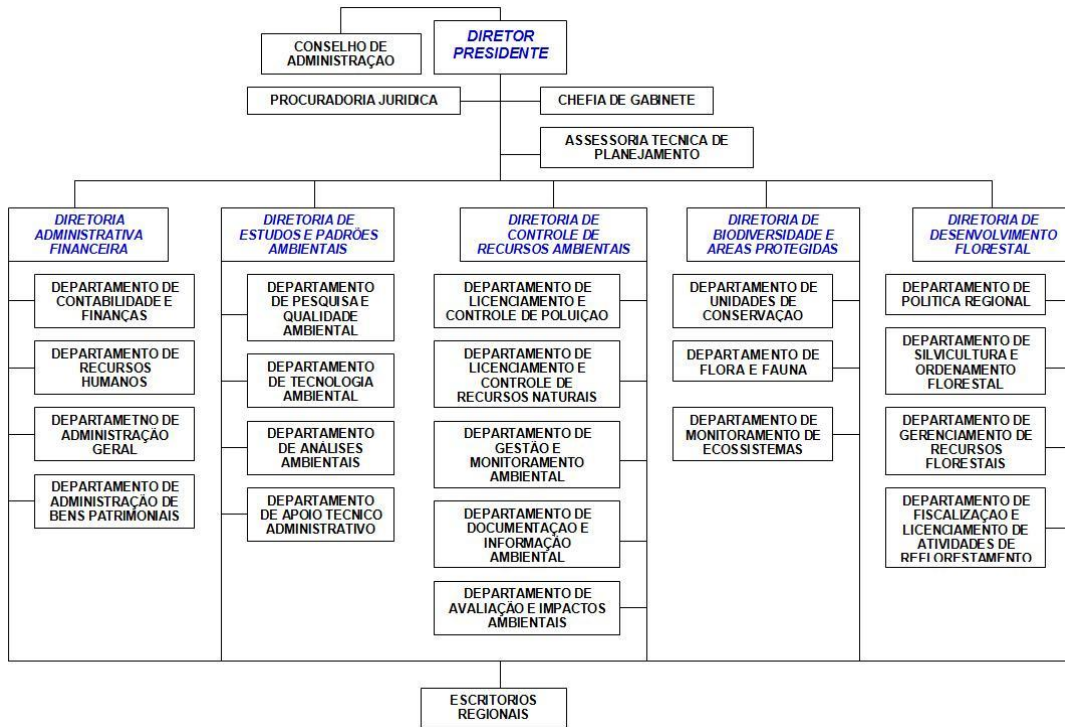 CONSELHO DE
ADMINISTRAÇAO
DIRETOR
PRESIDENTE
PROCURADORIA JURIDICA
CHEFIA DE GABINETE
ASSESSORIA TECNICA DE
PLANEJAMENTO
DIRETORIA
ADMINISTRATIVA
FINANCEIRA
DEPARTAMENTO DE
CONTABILIDADE E
FINANÇAS
DEPARTAMENTO DE
RECURSOS
HUMANOS
DEPARTAMETNO DE
ADMINISTRAÇÃO
GERAL
DEPARTAMENTO DE
ADMINISTRAÇÃO DE
BENS PATRIMONIAIS
DIRETORIA DE
ESTUDOS E PADRÕES
AMBIENTAIS
DEPARTAMENTO
DE PESQUISA E
QUALIDADE
AMBIENTAL
DEPARTAMENTO
DE TECNOLOGIA
AMBIENTAL
DEPARTAMENTO
DE ANÁLISES
AMBIENTAIS
DEPARTAMENTO
DE APOIO TECNICO
ADMINISTRATIVO
DIRETORIA DE
CONTROLE DE
RECURSOS AMBIENTAIS
DEPARTAMENTO DE
LICENCIAMENTO E
CONTROLE DE POLUIÇAO
DEPARTAMENTO DE
LICENCIAMENTO E
CONTROLE DE
RECURSOS NATURAIS
DEPARTAMENTO DE
GESTÃO E
MONITORAMENTO
AMBIENTAL
DEPARTAMENTO DE
DOCUMENTAÇAO E
INFORMAÇÃO
AMBIENTAL
DEPARTAMENTO DE
AVALIAÇÃO E IMPACTOS
AMBIENTAIS
DIRETORIA DE
BIODIVERSIDADE E
AREAS PROTEGIDAS
DEPARTAMENTO DE
UNIDADES DE
CONSERVAÇAO
DEPARTAMENTO DE
FLORA E FAUNA
DEPARTAMENTO DE
MONITORAMENTO DE
ECOSSISTEMAS
DIRETORIA DE
DESENVOLVIMENTO
FLORESTAL
DEPARTAMENTO DE
POLITICA REGIONAL
DEPARTAMENTO DE
SILVICULTURA E
ORDENAMENTO
FLORESTAL
DEPARTAMENTO DE
GERENCIAMENTO DE
RECURSOS
FLORESTAIS
DEPARTAMENTO DE
FISCALIZAÇAO E
LICENCIAMENTO DE
ATIVIDADES DE
REFLORESTAMENTO
ESCRITORIOS
REGIONAIS